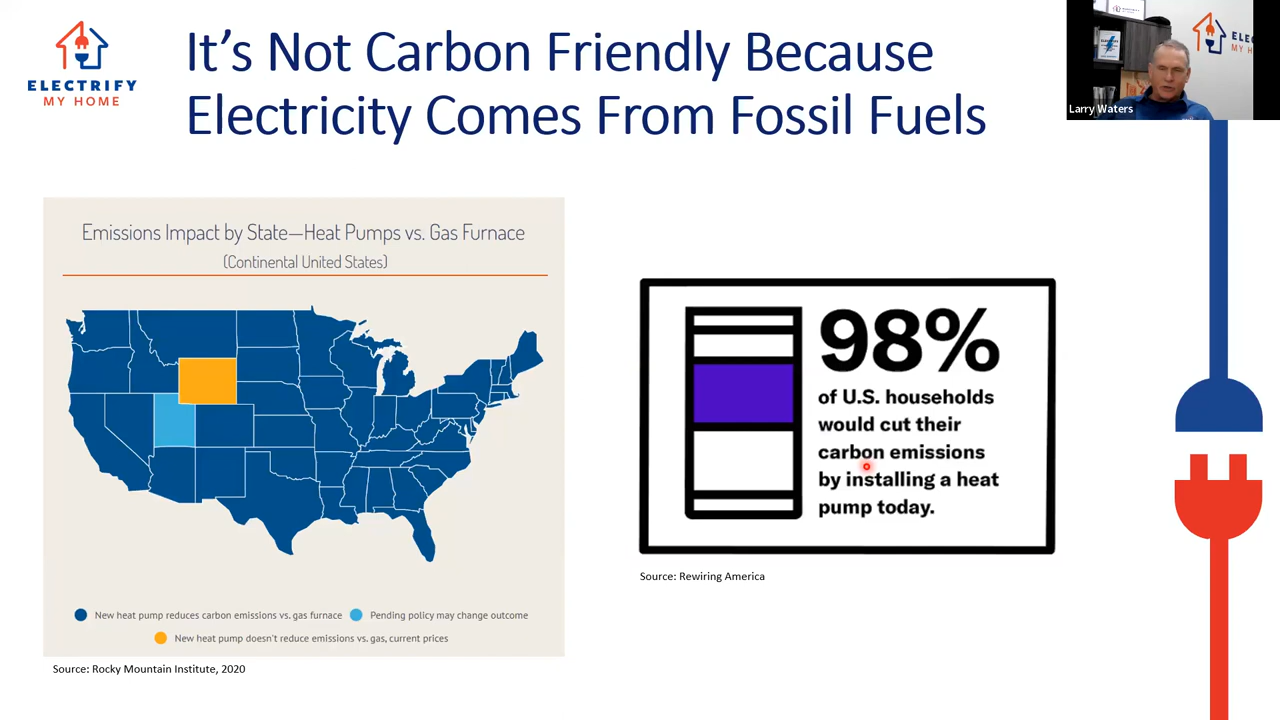 ELECTRIFY
MY HOME
It’s Not Carbon Friendly Because
Electricity Comes From Fossil Fuels
Larry Waters
Emissions Impact by State—Heat Pumps vs. Gas Furnace
(Continental United States)
New heat pump reduces carbon emissions vs. gas furnace
Pending policy may change outcome
New heat pump doesn't reduce emissions vs. gas, current prices
Source: Rocky Mountain Institute, 2020
98%
of U.S. households
would cut their
carbon emissions
by installing a heat
pump today.
Source: Rewiring America